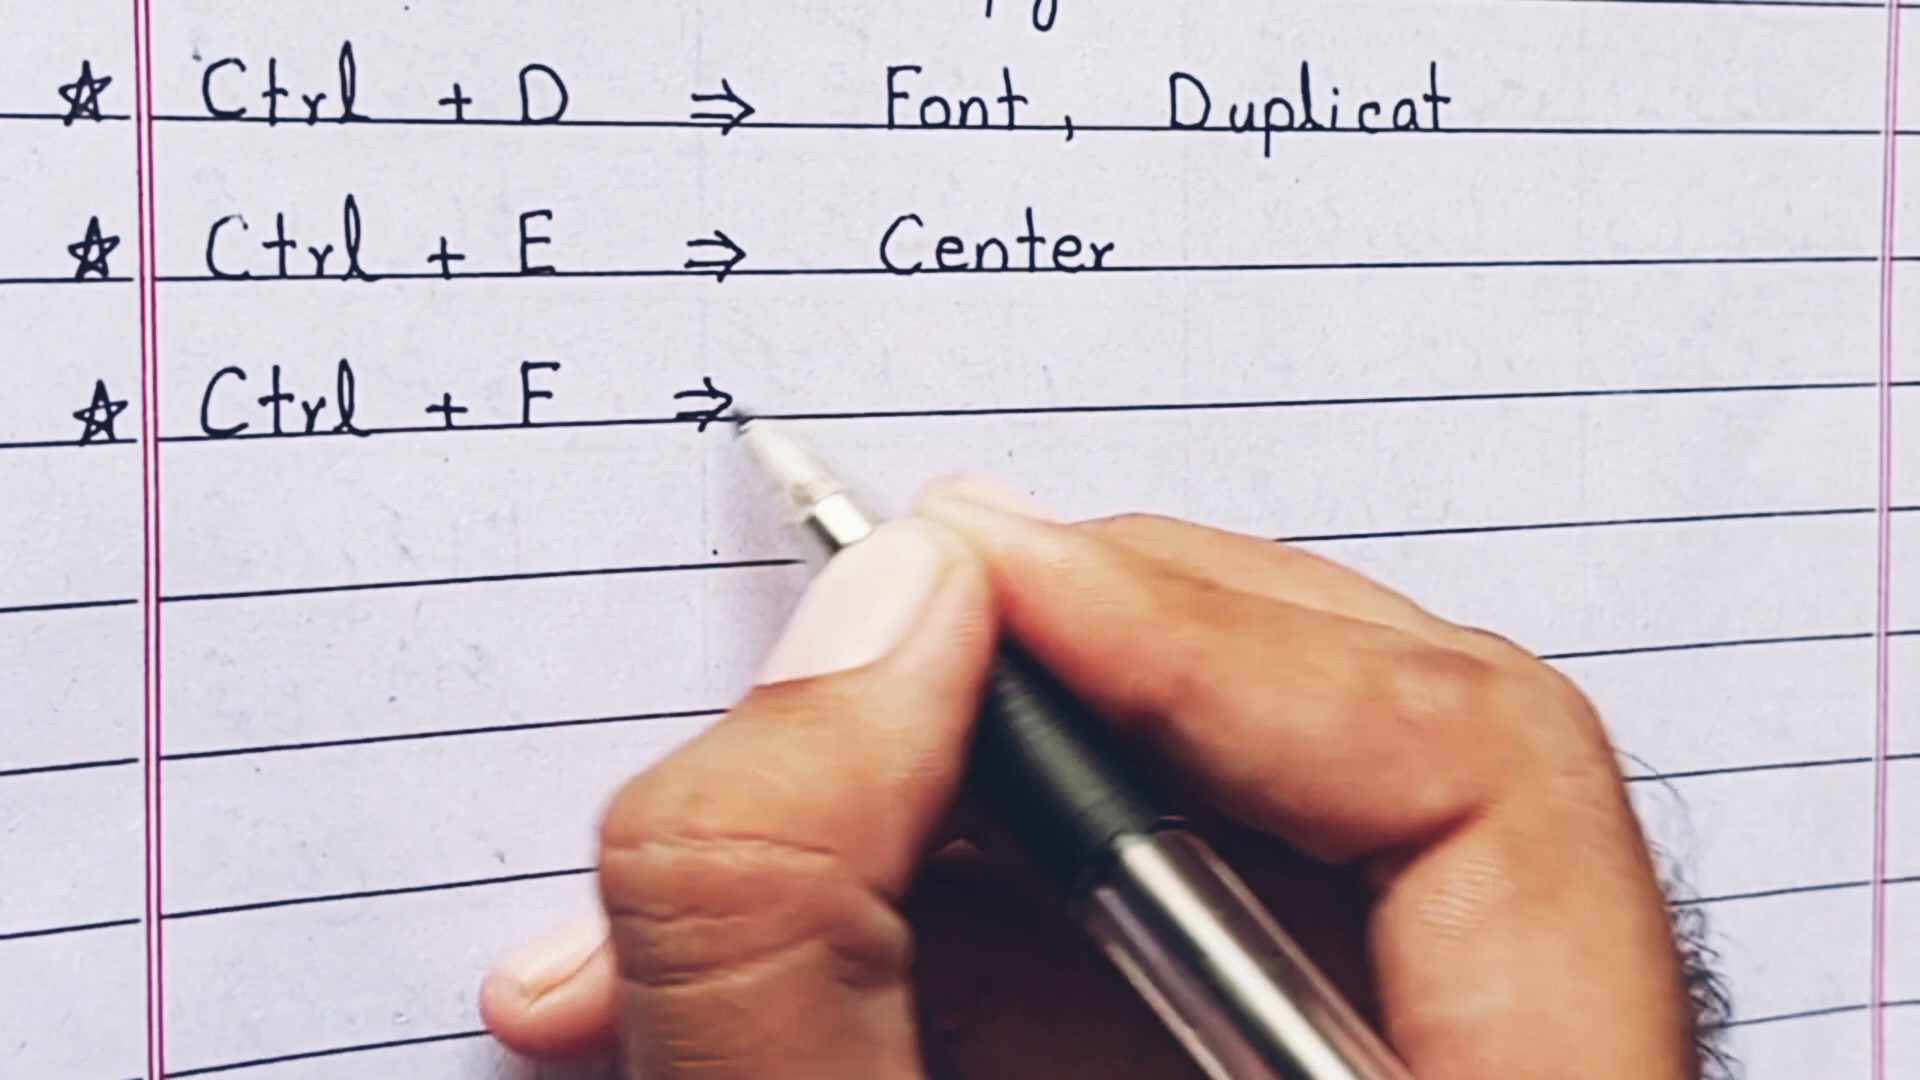 ☆ Ctrl + D ⇒ Font, Duplicat
☆ Ctrl + E ⇒ Center
☆ Ctrl + F ⇒